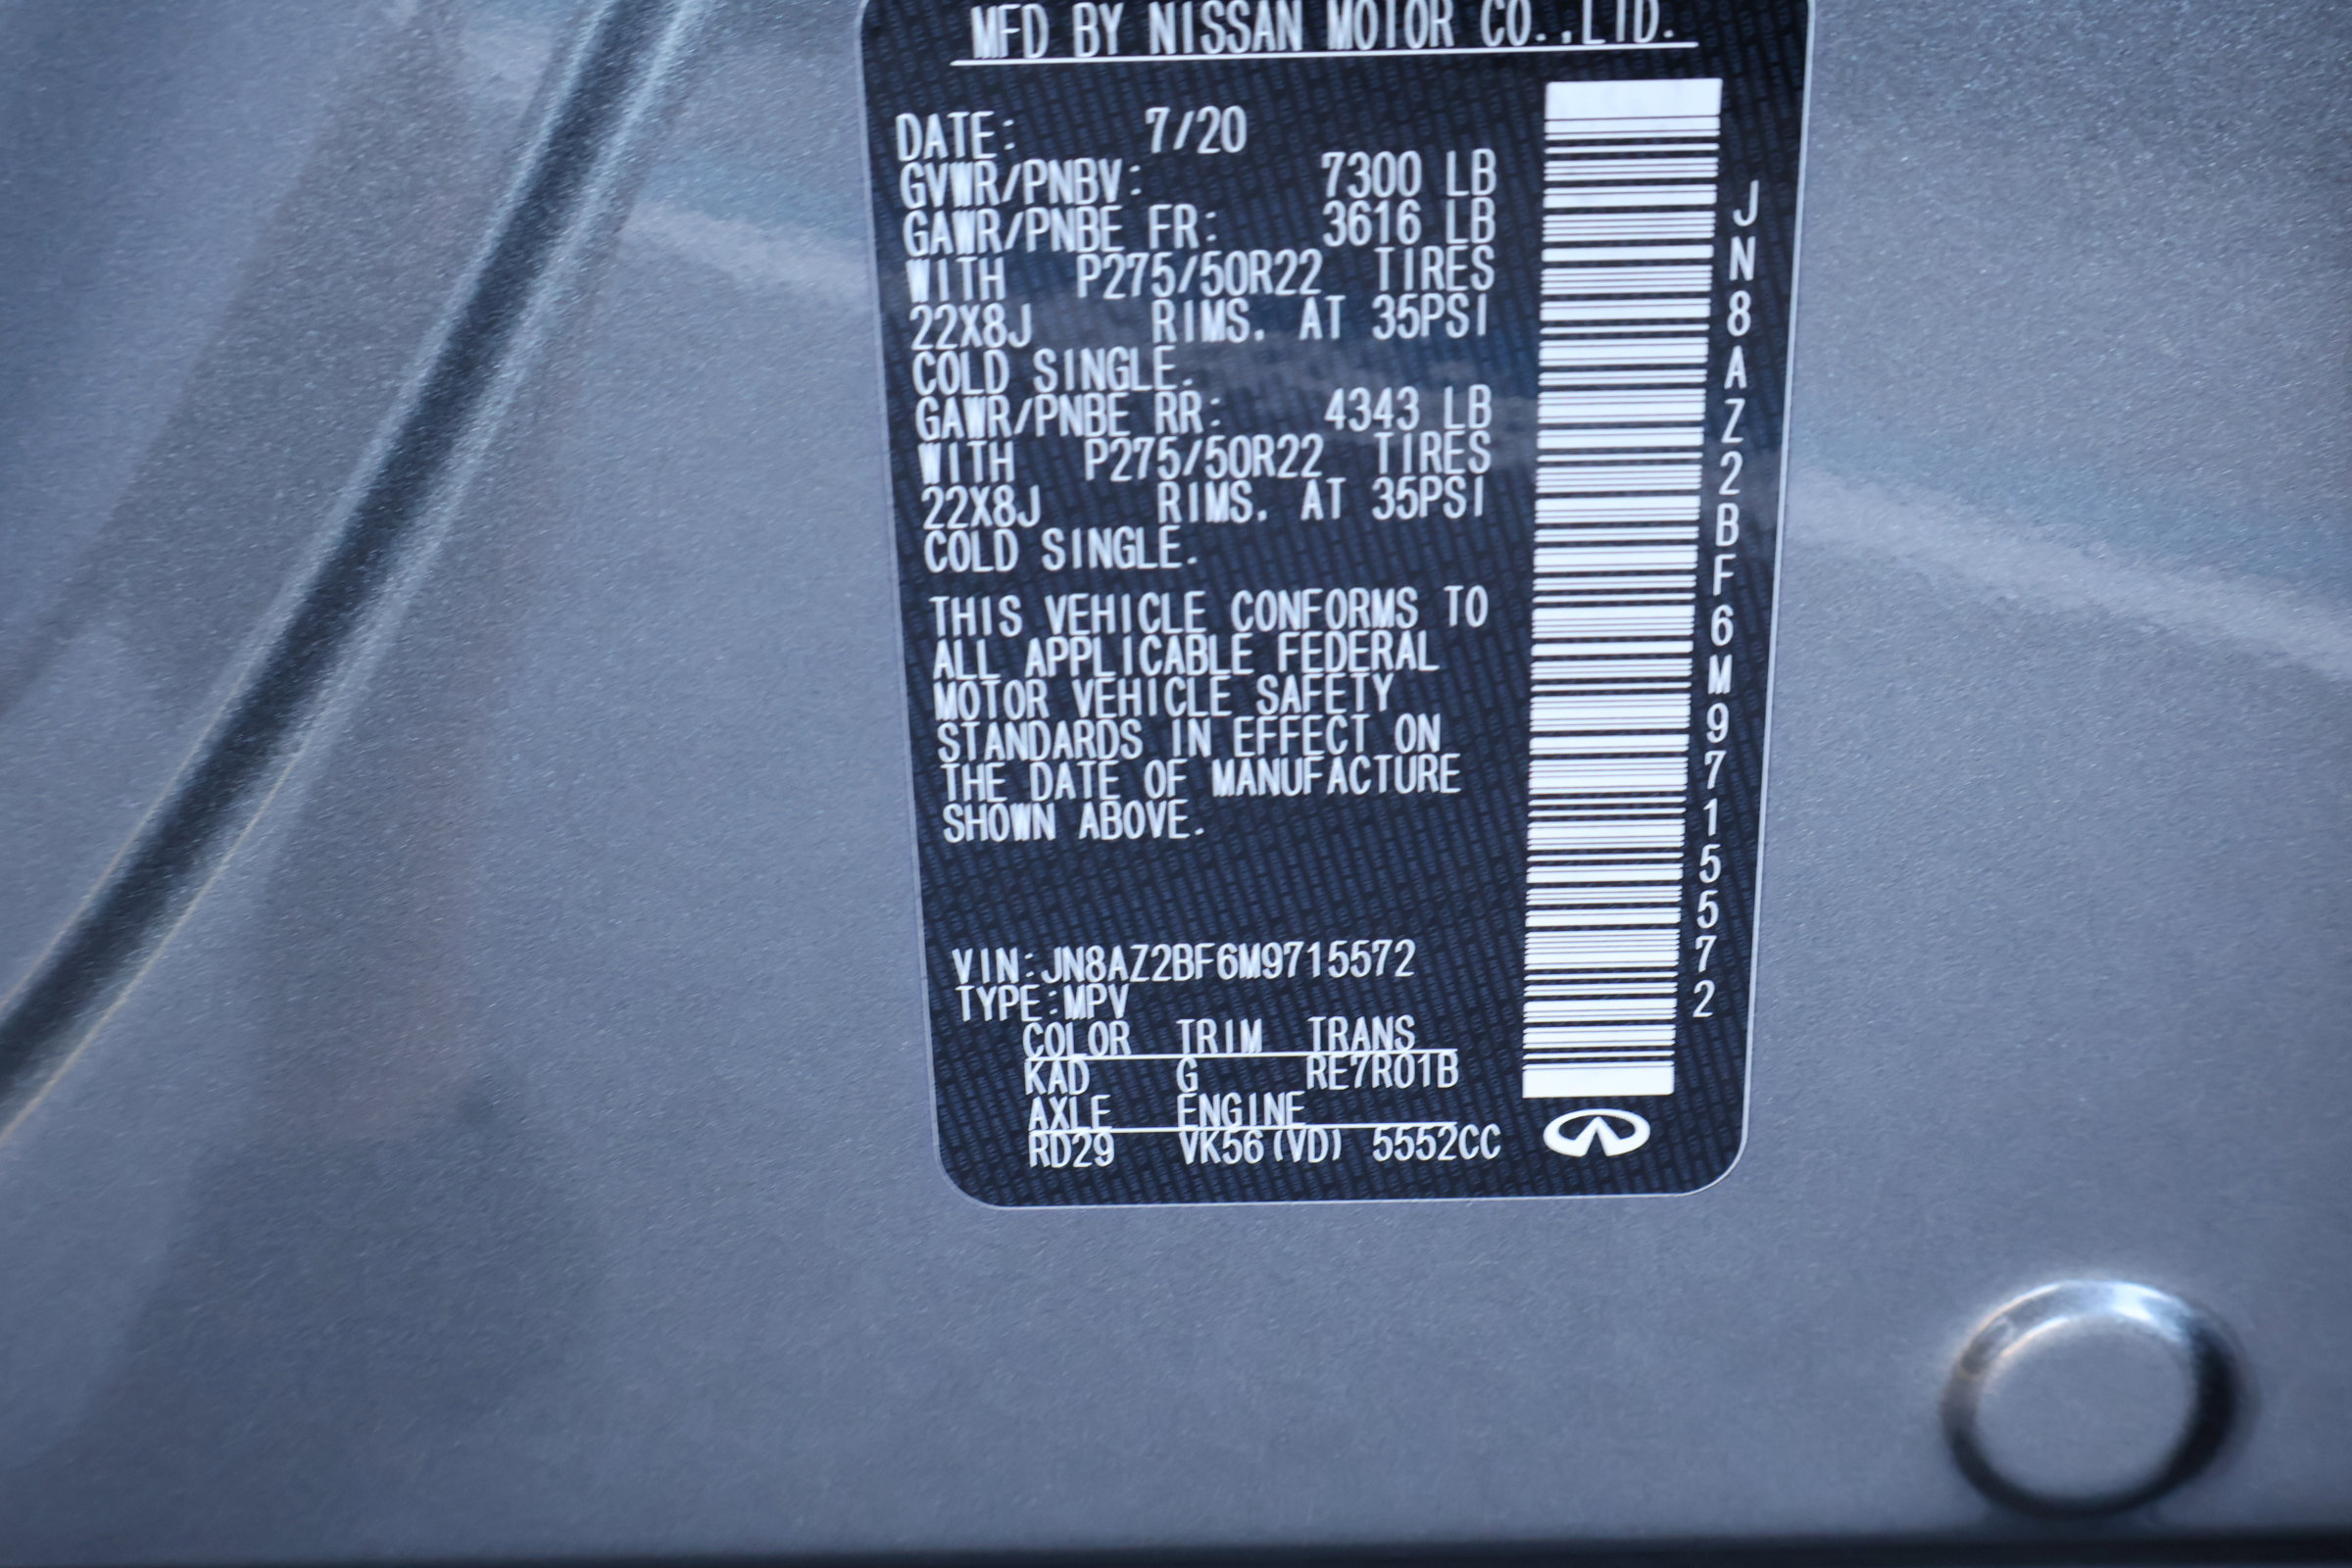 MFD BY NISSAN MOTOR CO.,LTD.
DATE: 7/20
GVWR/PNBV: 7300 LB
GAWR/PNBE FR: 3616 LB
WITH P275/50R22 TIRES
22X8J RIMS. AT 35PSI
COLD SINGLE.
GAWR/PNBE RR: 4343 LB
WITH P275/50R22 TIRES
22X8J RIMS. AT 35PSI
COLD SINGLE.
THIS VEHICLE CONFORMS TO
ALL APPLICABLE FEDERAL
MOTOR VEHICLE SAFETY
STANDARDS IN EFFECT ON
THE DATE OF MANUFACTURE
SHOWN ABOVE.
VIN:JN8AZ2BF6M9715572
TYPE:MPV
COLOR TRIM TRANS
KAD G RE7R01B
AXLE ENGINE
RD29 VK56(VD) 5552CC
JN8AZ2BF6M9715572